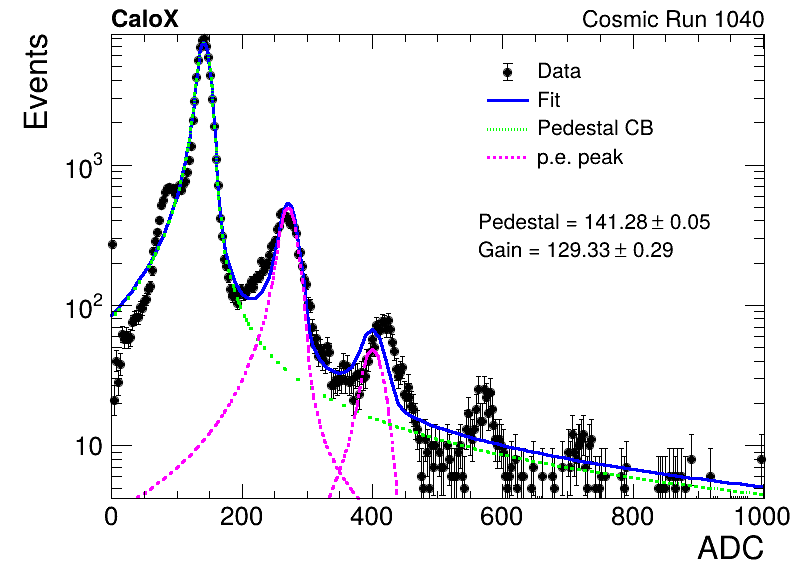 CaloX Cosmic Run 1040
Events
Data
Fit
Pedestal CB
p.e. peak
Pedestal = 141.28 ± 0.05
Gain = 129.33 ± 0.29
10³
10²
10
0 200 400 600 800 1000
ADC